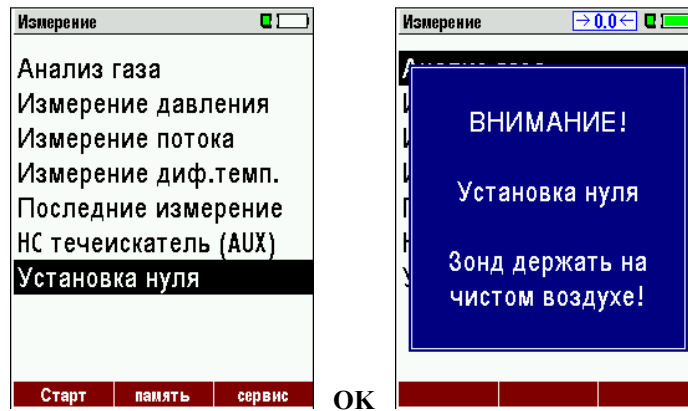 Измерение
Анализ газа
Измерение давления
Измерение потока
Измерение диф.темп.
Последние измерение
НС течеискатель (AUX)
Установка нуля
Старт память сервис
OK
Измерение →0.0←
ВНИМАНИЕ!
Установка нуля
Зонд держать на
чистом воздухе!